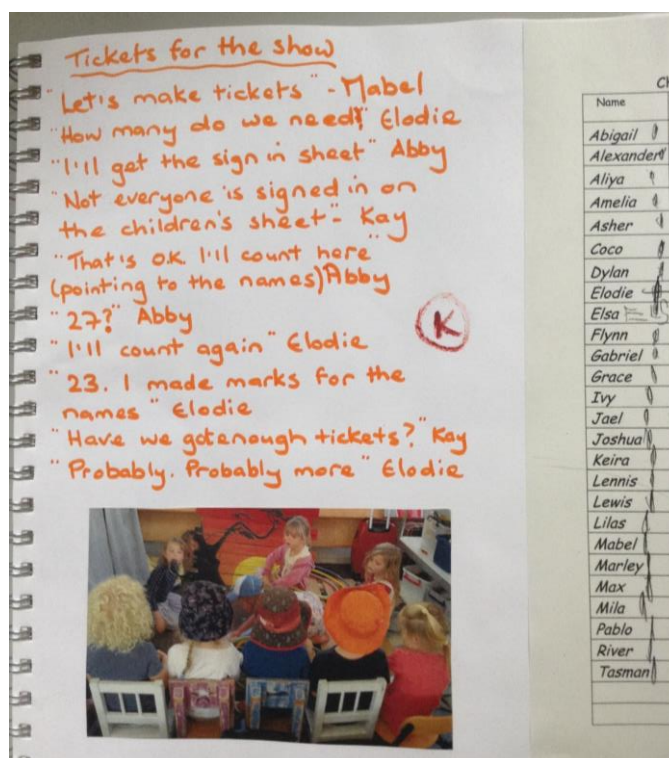 Tickets for the show
"Let's make tickets" - Mabel
"How many do we need?" Elodie
"I'll get the sign in sheet" Abby
"Not everyone is signed in on
the children's sheet" - Kay
"That's o.k. I'll count here"
(pointing to the names) Abby
"27?" Abby
"I'll count again" Elodie
"23. I made marks for the
names" Elodie
"Have we got enough tickets?" Kay
"Probably. Probably more" Elodie
K
Name
Abigail
Alexander
Aliya
Amelia
Asher
Coco
Dylan
Elodie
Elsa
Flynn
Gabriel
Grace
Ivy
Jael
Joshua
Keira
Lennis
Lewis
Lilas
Mabel
Marley
Max
Mila
Pablo
River
Tasman